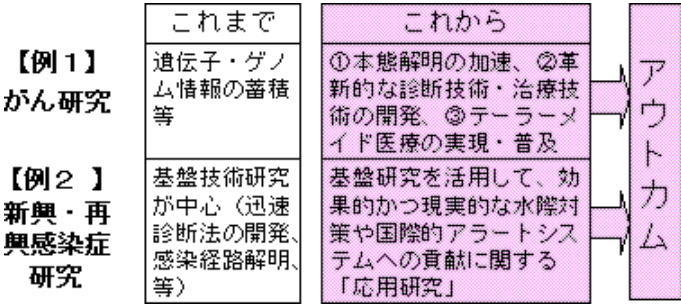 これまで
これから
【例１】
がん研究
遺伝子・ゲノ
ム情報の蓄積
等
①本態解明の加速、②革
新的な診断技術・治療技
術の開発、③テーラーメ
イド医療の実現・普及
【例２ 】
新興・再
興感染症
研究
基盤技術研究
が中心（迅速
診断法の開発、
感染経路解明、
等）
基盤研究を活用して、効
果的かつ現実的な水際対
策や国際的アラートシス
テムへの貢献に関する
「応用研究」
アウトカム